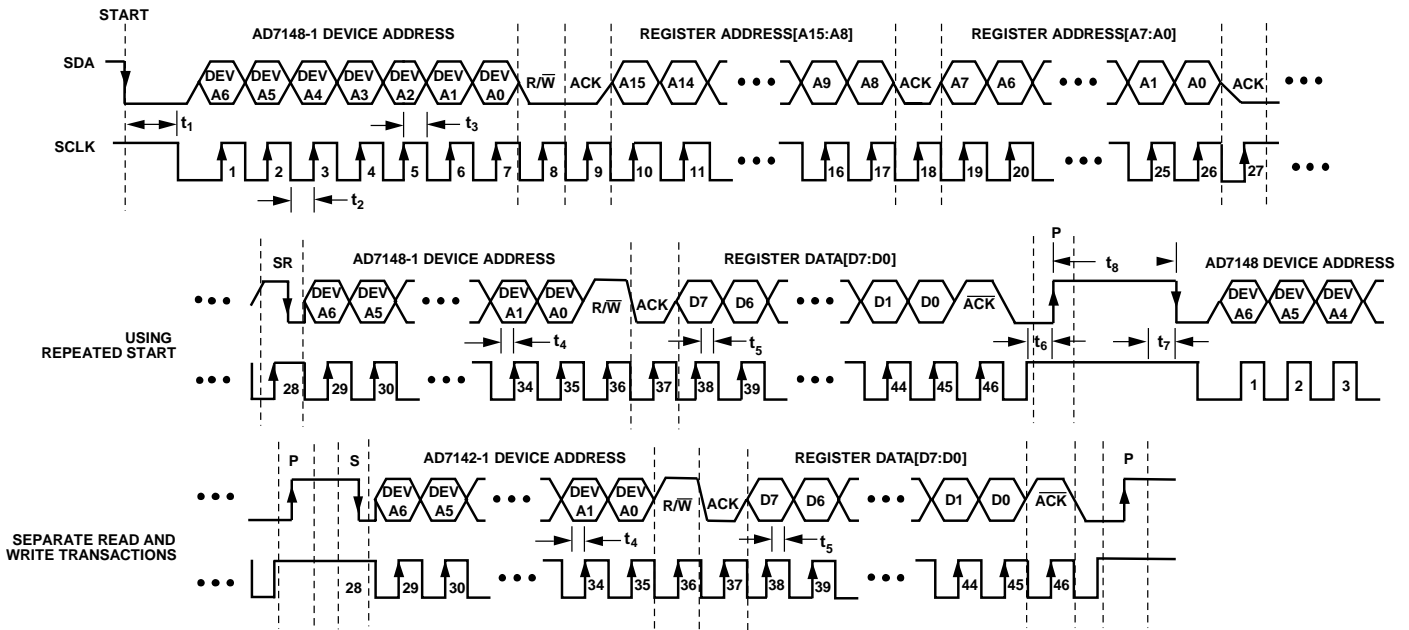 START
AD7148-1 DEVICE ADDRESS REGISTER ADDRESS[A15:A8] REGISTER ADDRESS[A7:A0]
SDA DEV A6 DEV A5 DEV A4 DEV A3 DEV A2 DEV A1 DEV A0 R/W ACK A15 A14 A9 A8 ACK A7 A6 A1 A0 ACK
t1 t3
SCLK 1 2 3 4 5 6 7 8 9 10 11 16 17 18 19 20 25 26 27
t2
P
SR AD7148-1 DEVICE ADDRESS REGISTER DATA[D7:D0] t8 AD7148 DEVICE ADDRESS
DEV A6 DEV A5 DEV A1 DEV A0 R/W ACK D7 D6 D1 D0 ACK DEV A6 DEV A5 DEV A4
USING
REPEATED START
t4 t5 t6 t7
28 29 30 34 35 36 37 38 39 44 45 46 1 2 3
P S AD7142-1 DEVICE ADDRESS REGISTER DATA[D7:D0] P
DEV A6 DEV A5 DEV A1 DEV A0 R/W ACK D7 D6 D1 D0 ACK
SEPARATE READ AND
WRITE TRANSACTIONS
t4 t5
28 29 30 34 35 36 37 38 39 44 45 46